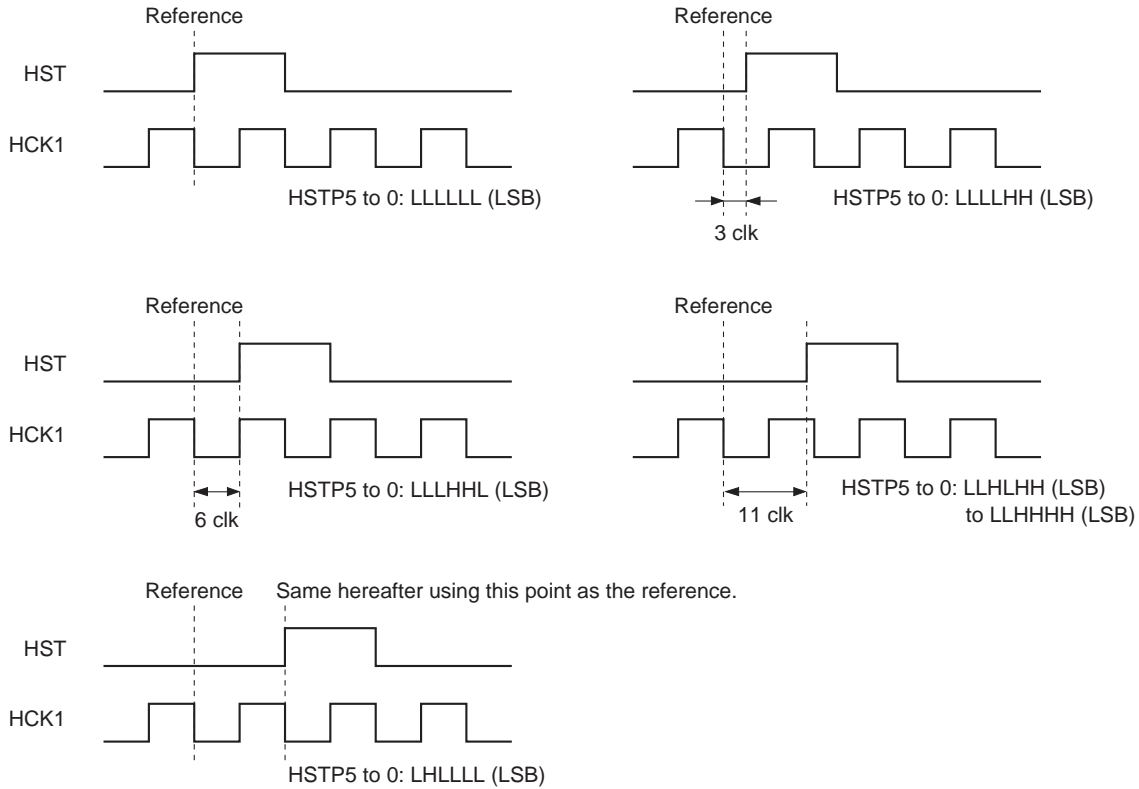 Reference
HST
HCK1
HSTP5 to 0: LLLLLL (LSB)
Reference
HSTP5 to 0: LLLLHH (LSB)
3 clk
Reference
HST
HCK1
HSTP5 to 0: LLLHHL (LSB)
6 clk
Reference
HSTP5 to 0: LLHLHH (LSB)
to LLHHHH (LSB)
11 clk
Reference
Same hereafter using this point as the reference.
HST
HCK1
HSTP5 to 0: LHLLLL (LSB)